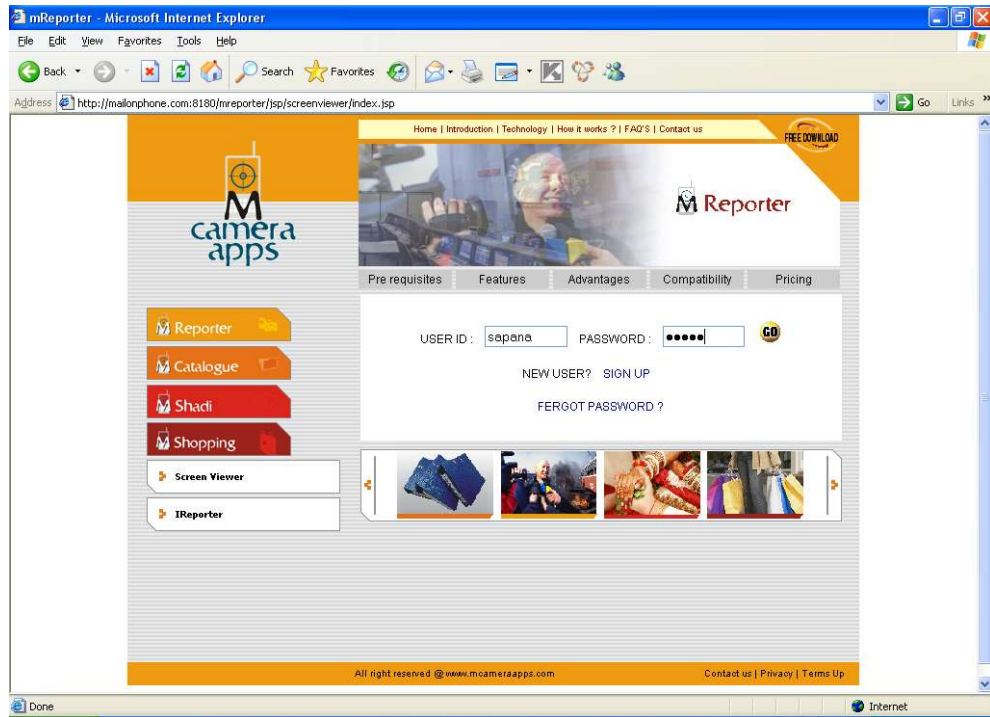 mReporter - Microsoft Internet Explorer
File Edit View Favorites Tools Help
Back Search Favorites
Address http://mailonphone.com:8180/mreporter/jsp/screenviewer/index.jsp Go Links »
Home | Introduction | Technology | How it works ? | FAQ'S | Contact us
FREE DOWNLOAD
M
camera
apps
M Reporter
Pre requisites Features Advantages Compatibility Pricing
M Reporter
M Catalogue
M Shadi
M Shopping
Screen Viewer
IReporter
USER ID : sapana PASSWORD : ●●●●● GO
NEW USER? SIGN UP
FERGOT PASSWORD ?
All right reserved @ www.mcameraapps.com Contact us | Privacy | Terms Up
Done Internet